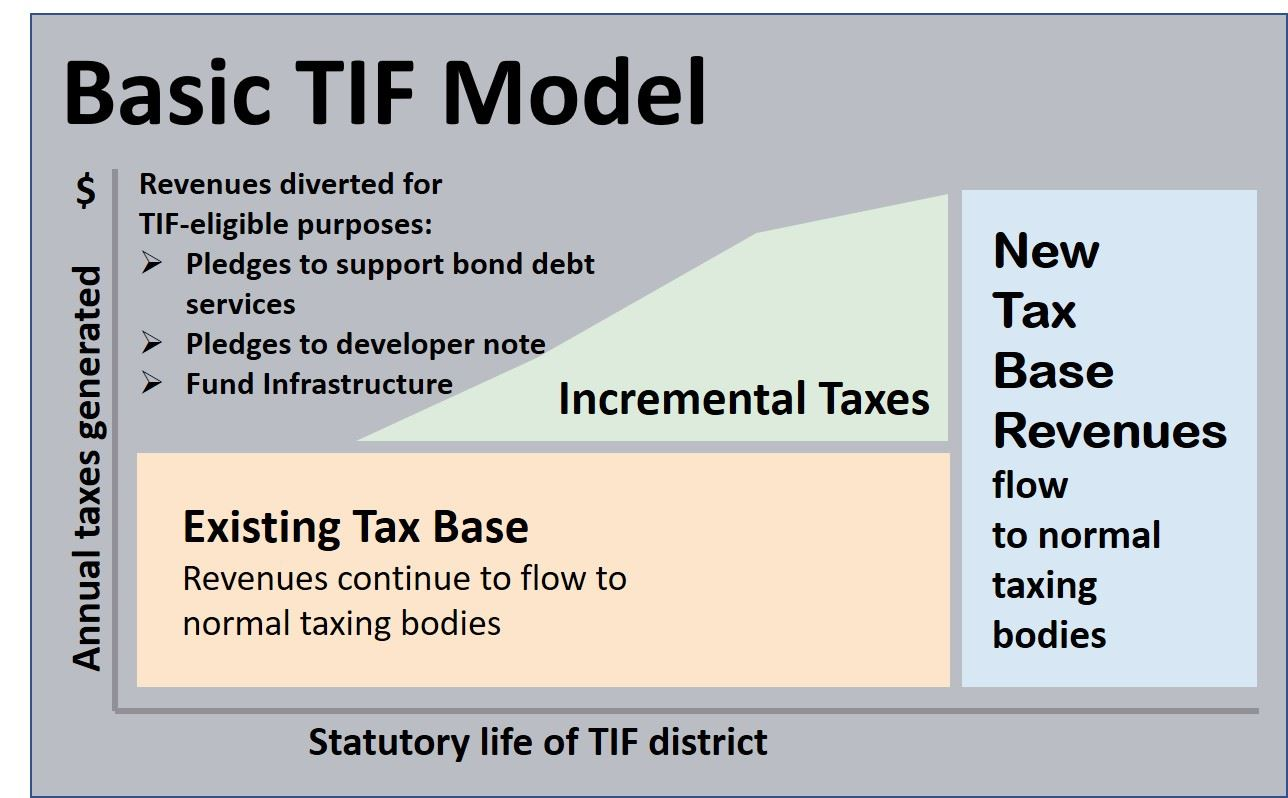 Basic TIF Model
$
Annual taxes generated
Revenues diverted for
TIF-eligible purposes:
➢ Pledges to support bond debt
services
➢ Pledges to developer note
➢ Fund Infrastructure
Incremental Taxes
Existing Tax Base
Revenues continue to flow to
normal taxing bodies
New
Tax
Base
Revenues
flow
to normal
taxing
bodies
Statutory life of TIF district